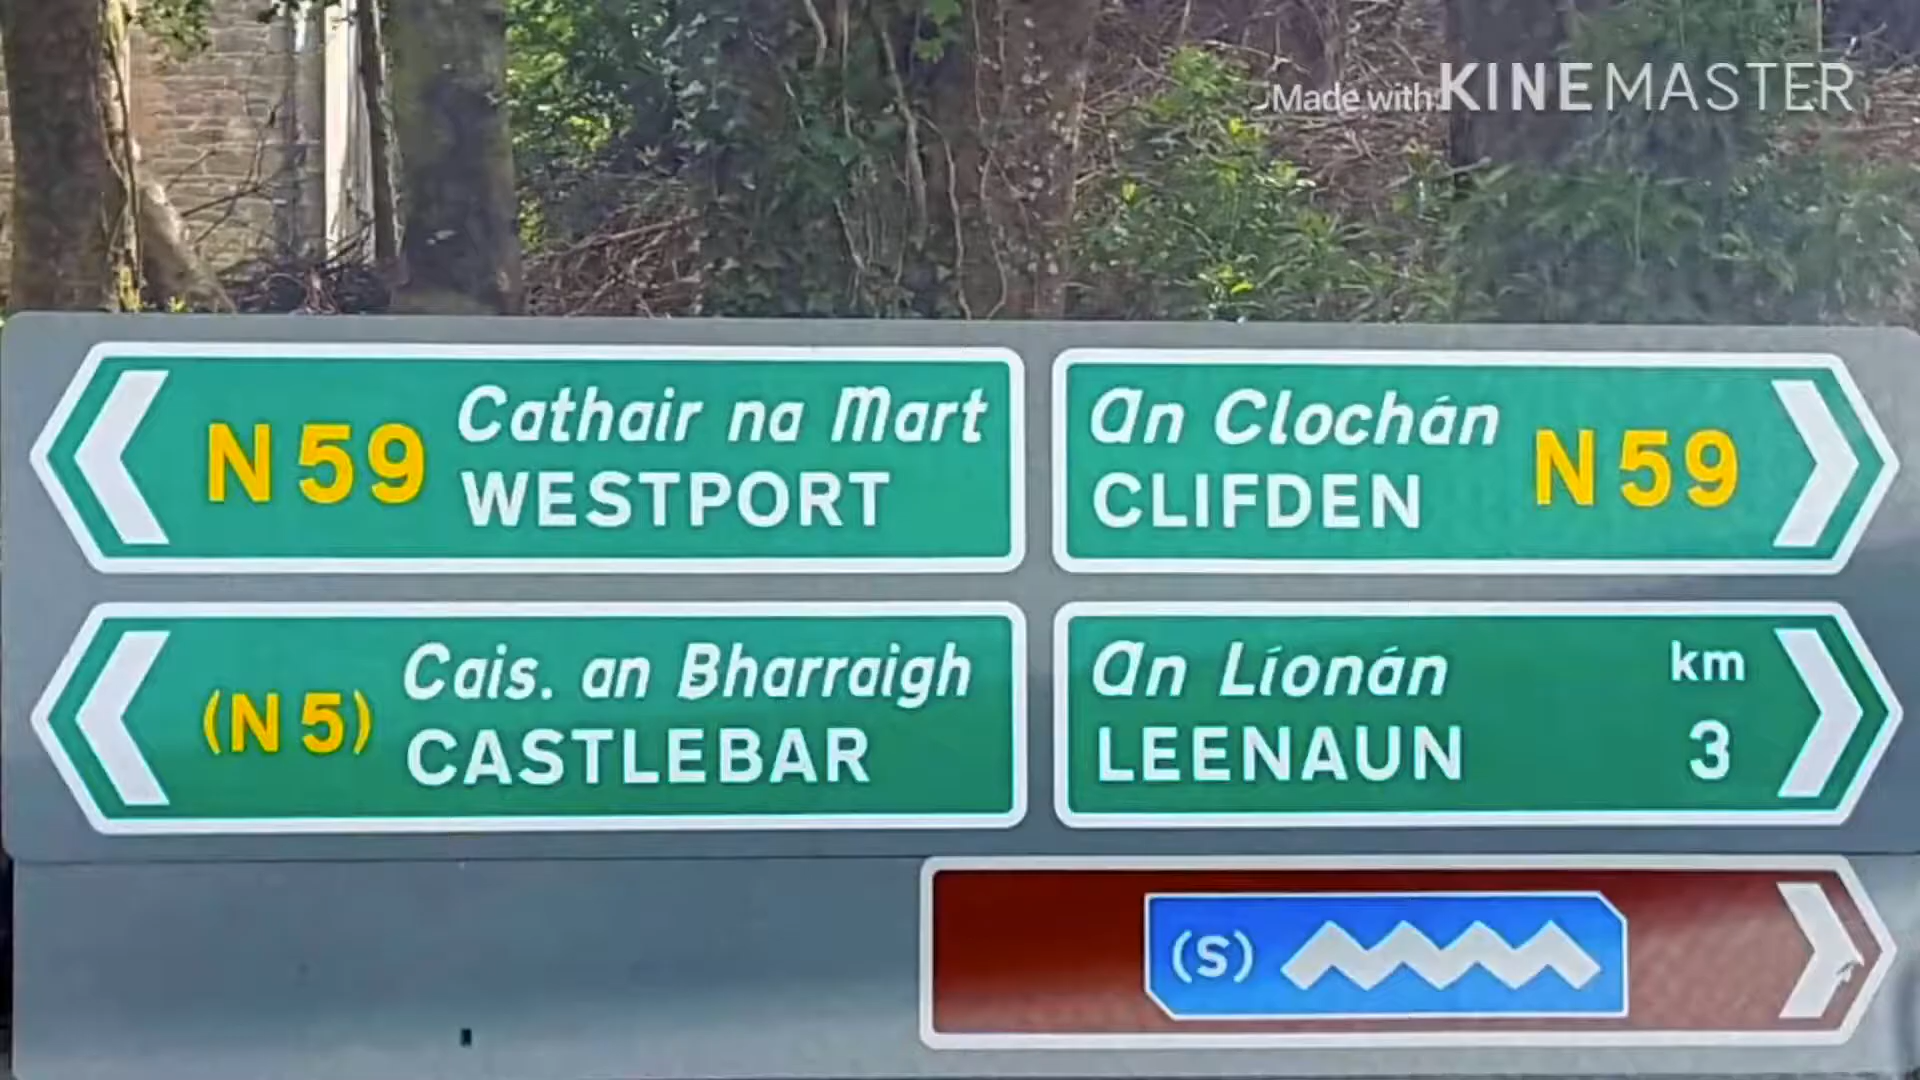 Made with KINEMASTER
N59
Cathair na Mart
WESTPORT
An Clochán
CLIFDEN
N59
(N5)
Cais. an Bharraigh
CASTLEBAR
An Líonán
LEENAUN
km
3
(S)